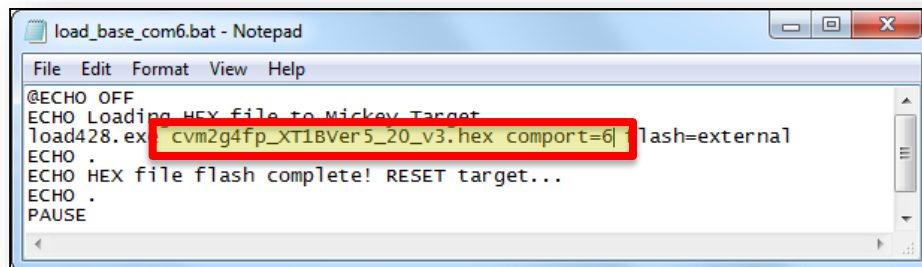 load_base_com6.bat - Notepad
File Edit Format View Help
@ECHO OFF
ECHO Loading HEX file to Mickey Target
load428.exe cvm2g4fp_XT1BVer5_20_v3.hex comport=6 flash=external
ECHO .
ECHO HEX file flash complete! RESET target...
ECHO .
PAUSE